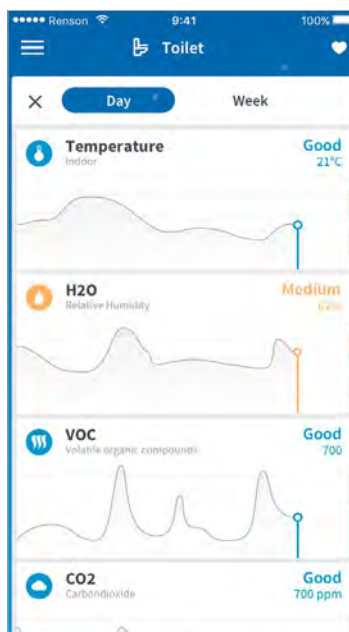 Renson 9:41 100%
Toilet
Day Week
Temperature Good
Indoor 21°C
H2O Medium
Relative Humidity
VOC Good
Volatile organic compounds 700
CO2 Good
Carbondioxide 700 ppm